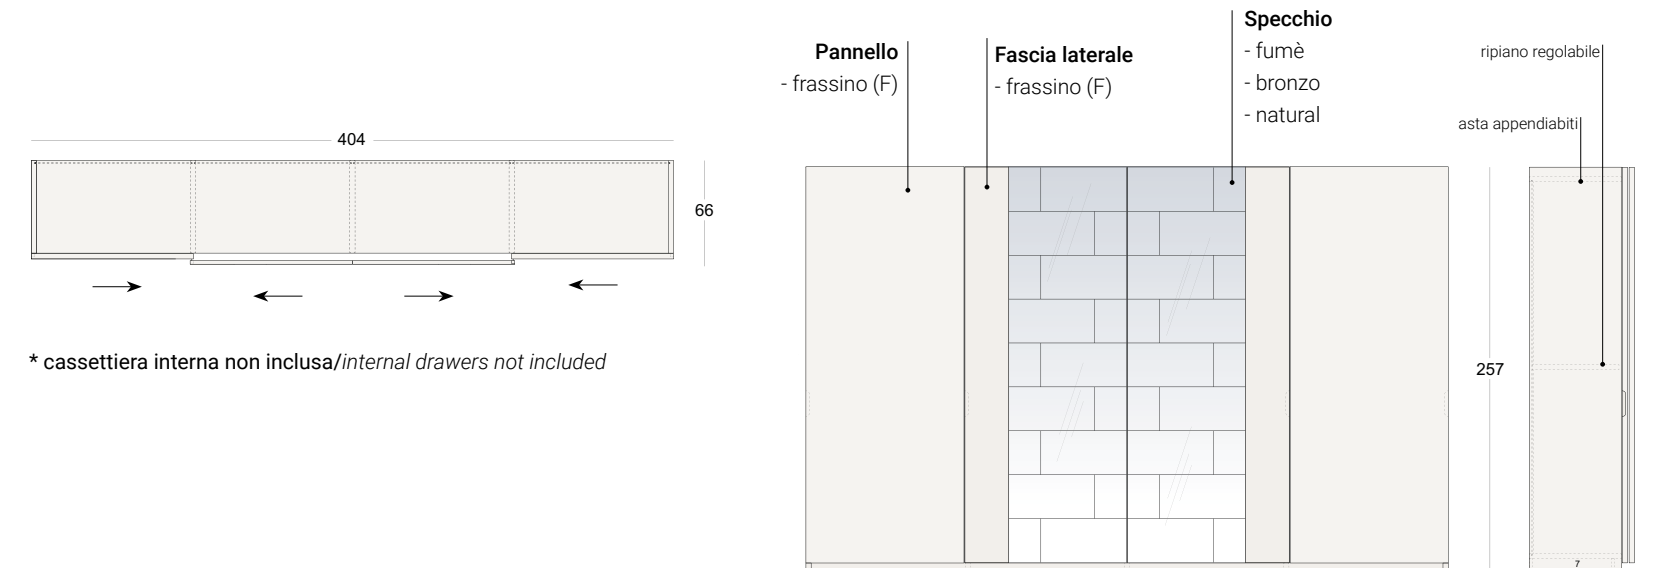 404
66
* cassettiera interna non inclusa/internal drawers not included
Pannello
- frassino (F)
Fascia laterale
- frassino (F)
Specchio
- fumè
- bronzo
- natural
ripiano regolabile
asta appendiabiti
257
7